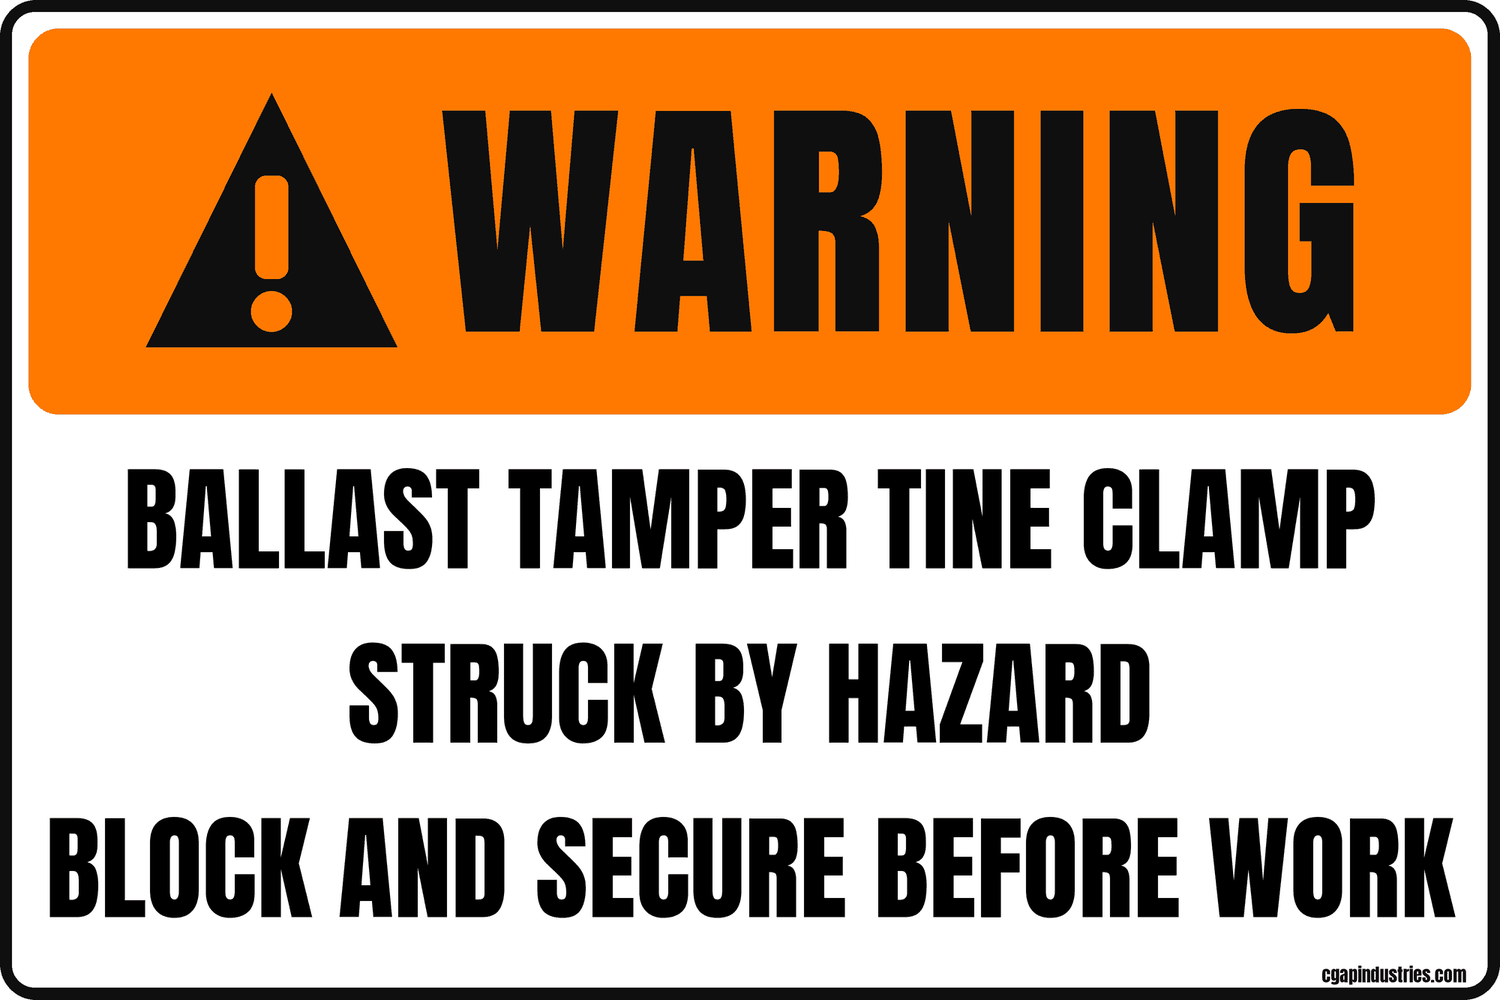 WARNING
BALLAST TAMPER TINE CLAMP
STRUCK BY HAZARD
BLOCK AND SECURE BEFORE WORK
cgapindustries.com